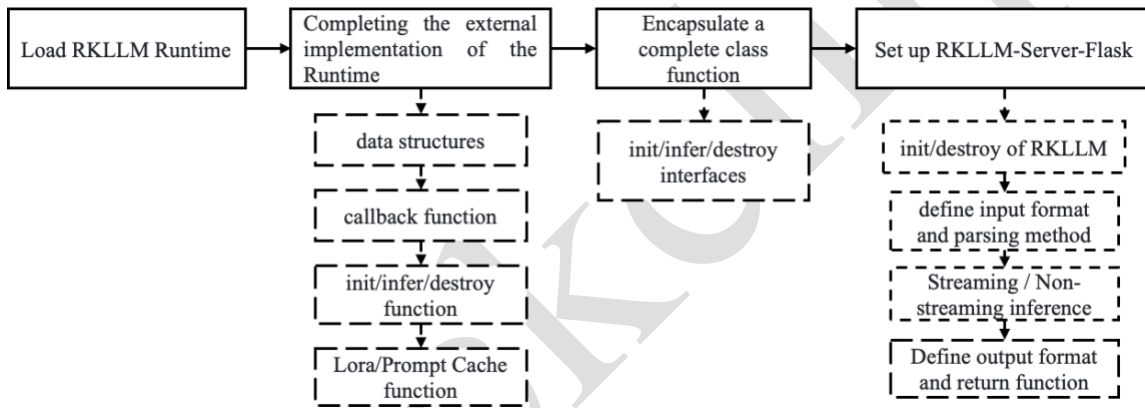 Load RKLLM Runtime
Completing the external
implementation of the
Runtime
Encapsulate a
complete class
function
Set up RKLLM-Server-Flask
data structures
callback function
init/infer/destroy
function
Lora/Prompt Cache
function
init/infer/destroy
interfaces
init/destroy of RKLLM
define input format
and parsing method
Streaming / Non-
streaming inference
Define output format
and return function